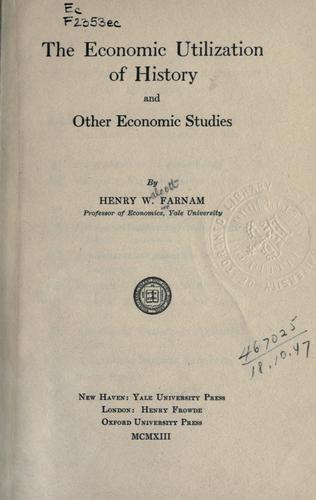 Ec
F2353ec
The Economic Utilization
of History
and
Other Economic Studies
By
alcott
HENRY W. FARNAM
Professor of Economics, Yale University
NEW HAVEN: YALE UNIVERSITY PRESS
LONDON: HENRY FROWDE
OXFORD UNIVERSITY PRESS
MCMXIII
467025
18.10.47